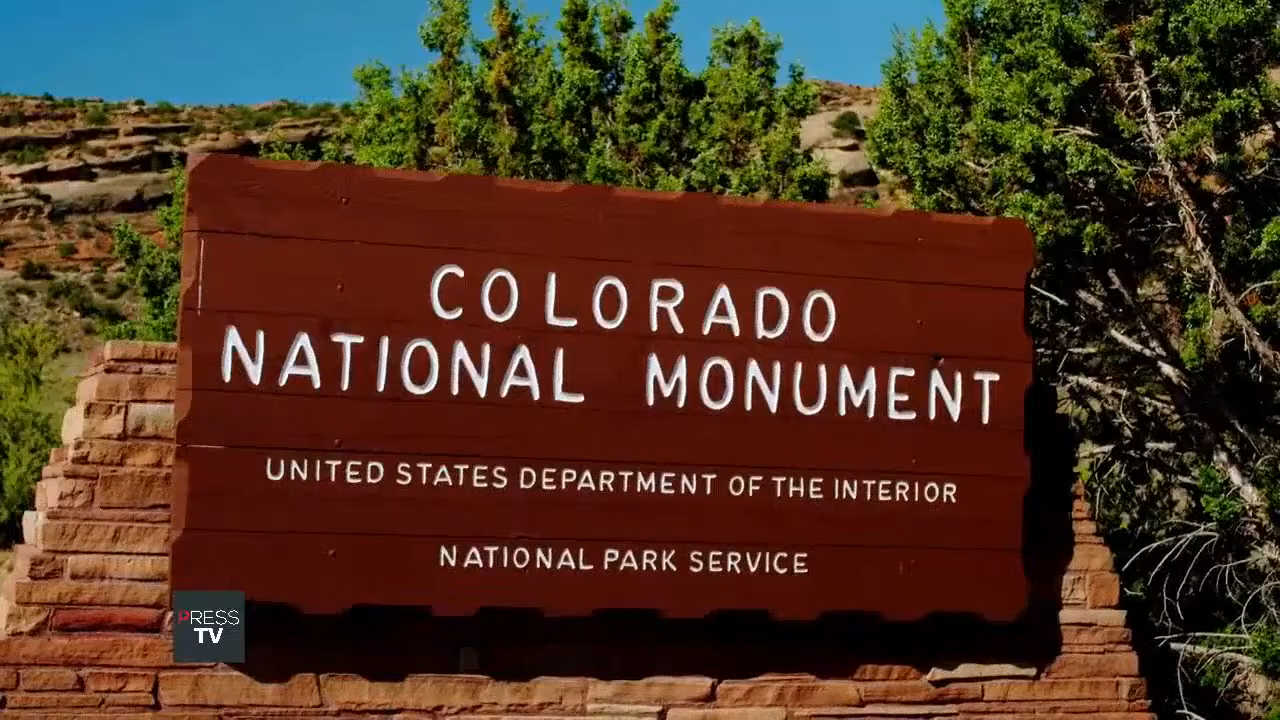 COLORADO
NATIONAL MONUMENT
UNITED STATES DEPARTMENT OF THE INTERIOR
NATIONAL PARK SERVICE
PRESS
TV